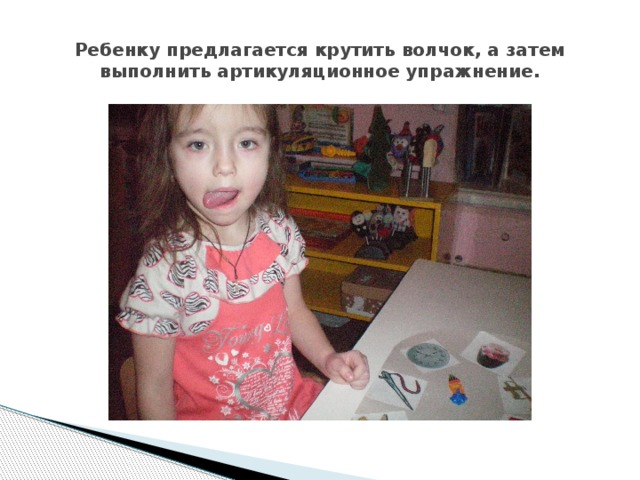 Ребенку предлагается крутить волчок, а затем
выполнить артикуляционное упражнение.